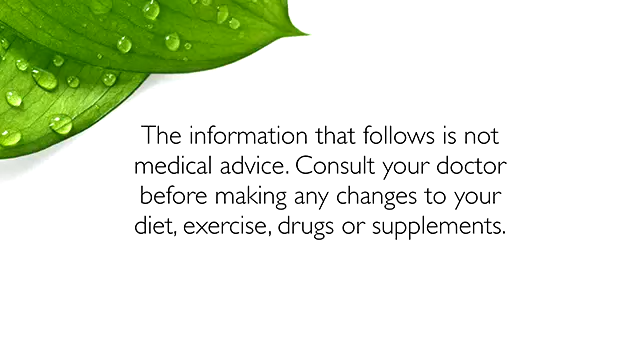 The information that follows is not
medical advice. Consult your doctor
before making any changes to your
diet, exercise, drugs or supplements.